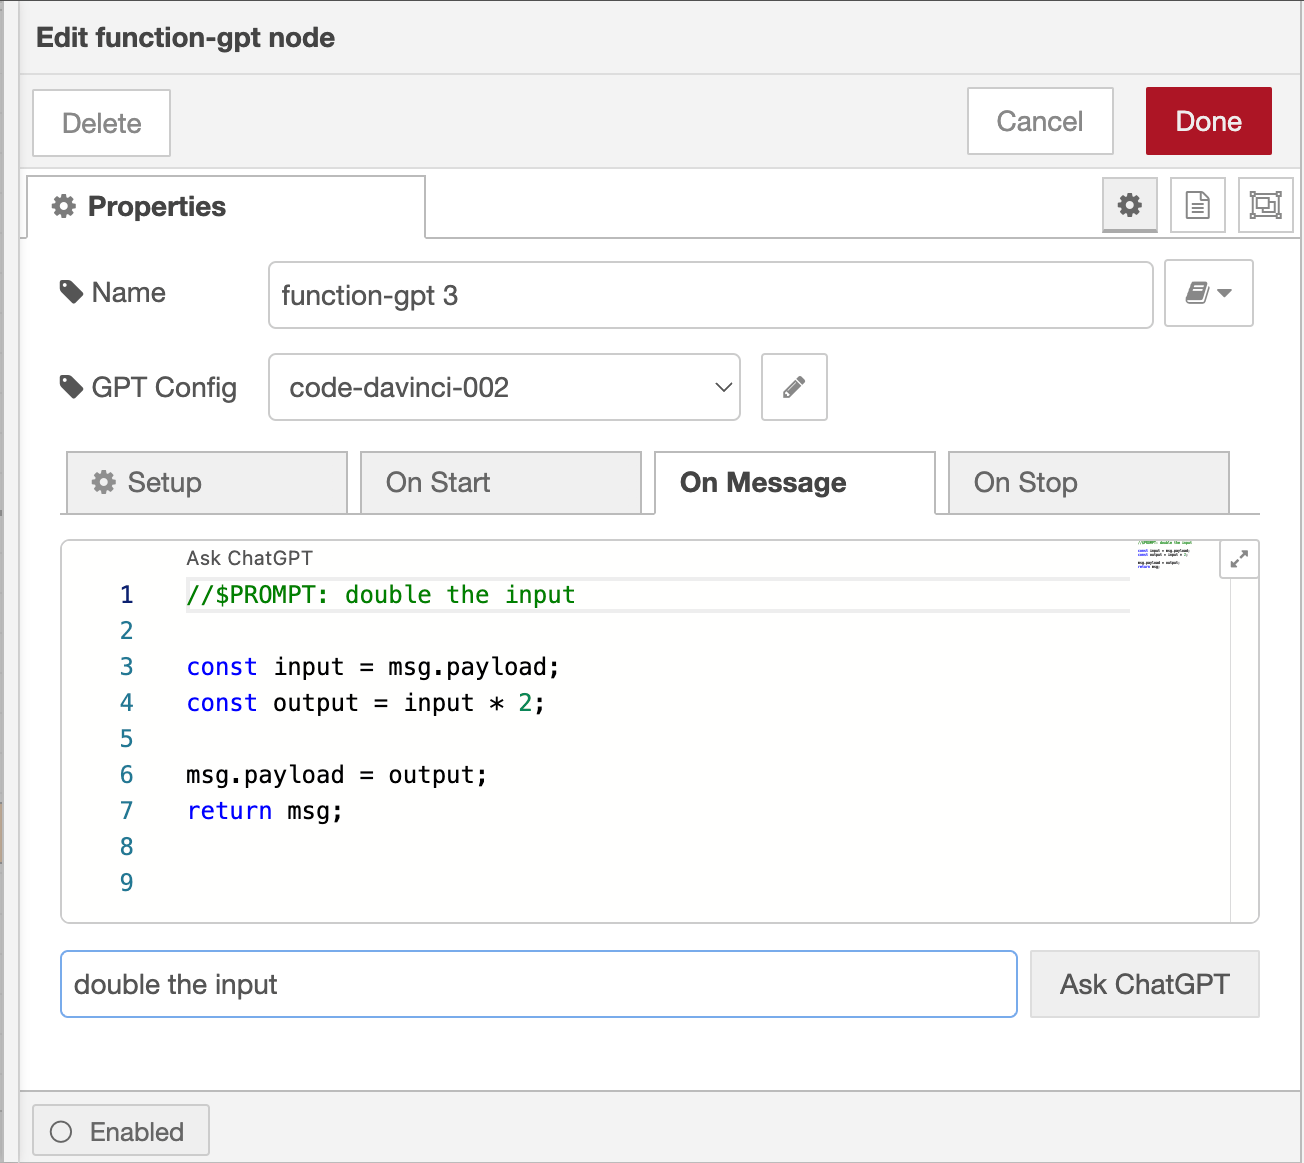 Edit function-gpt node
Delete
Cancel
Done
Properties
Name
function-gpt 3
GPT Config
code-davinci-002
Setup
On Start
On Message
On Stop
Ask ChatGPT
1 //$PROMPT: double the input
2
3 const input = msg.payload;
4 const output = input * 2;
5
6 msg.payload = output;
7 return msg;
8
9
double the input
Ask ChatGPT
Enabled